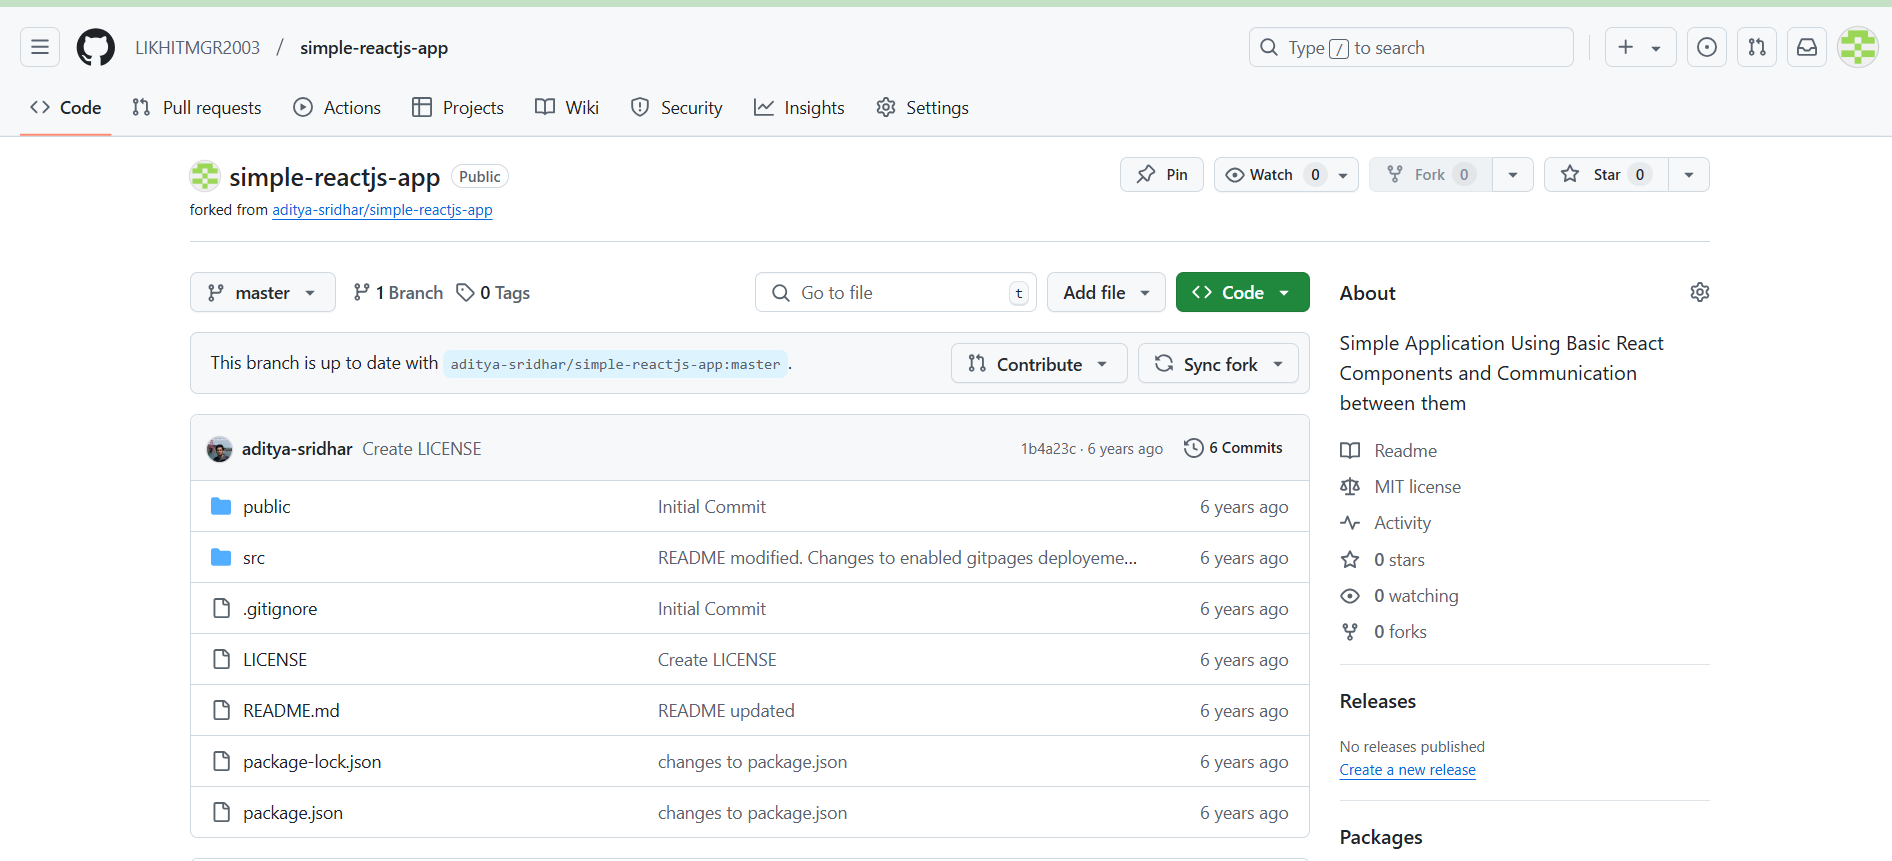 LIKHITMGR2003 / simple-reactjs-app
Type / to search
Code Pull requests Actions Projects Wiki Security Insights Settings
simple-reactjs-app Public
Pin Watch 0 Fork 0 Star 0
forked from aditya-sridhar/simple-reactjs-app
master 1 Branch 0 Tags
Go to file t Add file Code
This branch is up to date with aditya-sridhar/simple-reactjs-app:master .
Contribute Sync fork
aditya-sridhar Create LICENSE 1b4a23c · 6 years ago 6 Commits
public Initial Commit 6 years ago
src README modified. Changes to enabled gitpages deployeme... 6 years ago
.gitignore Initial Commit 6 years ago
LICENSE Create LICENSE 6 years ago
README.md README updated 6 years ago
package-lock.json changes to package.json 6 years ago
package.json changes to package.json 6 years ago
About
Simple Application Using Basic React
Components and Communication
between them
Readme
MIT license
Activity
0 stars
0 watching
0 forks
Releases
No releases published
Create a new release
Packages